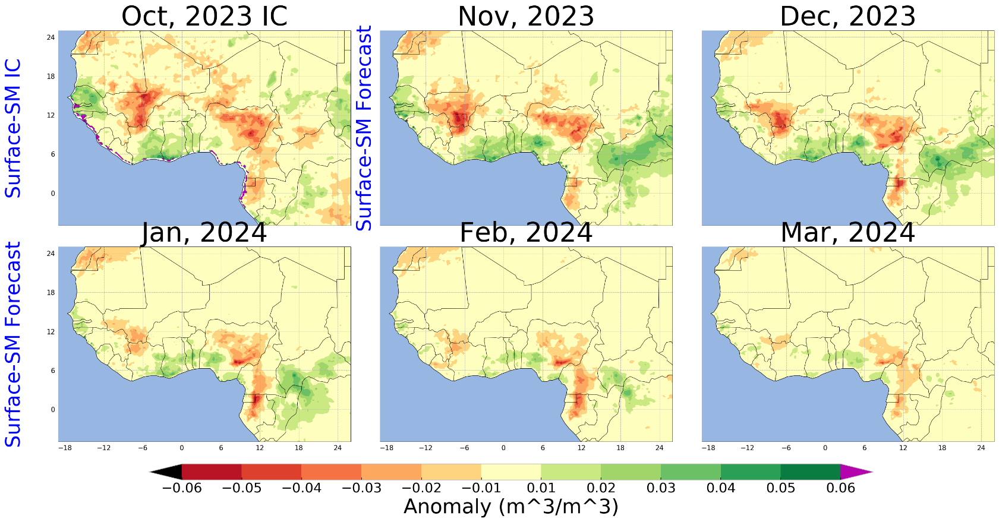 Oct, 2023 IC
Nov, 2023
Dec, 2023
Surface-SM IC
Surface-SM Forecast
24
18
12
6
0
Jan, 2024
Feb, 2024
Mar, 2024
Surface-SM Forecast
24
18
12
6
0
−18 −12 −6 0 6 12 18 24
−18 −12 −6 0 6 12 18 24
−18 −12 −6 0 6 12 18 24
−0.06 −0.05 −0.04 −0.03 −0.02 −0.01 0.01 0.02 0.03 0.04 0.05 0.06
Anomaly (m^3/m^3)